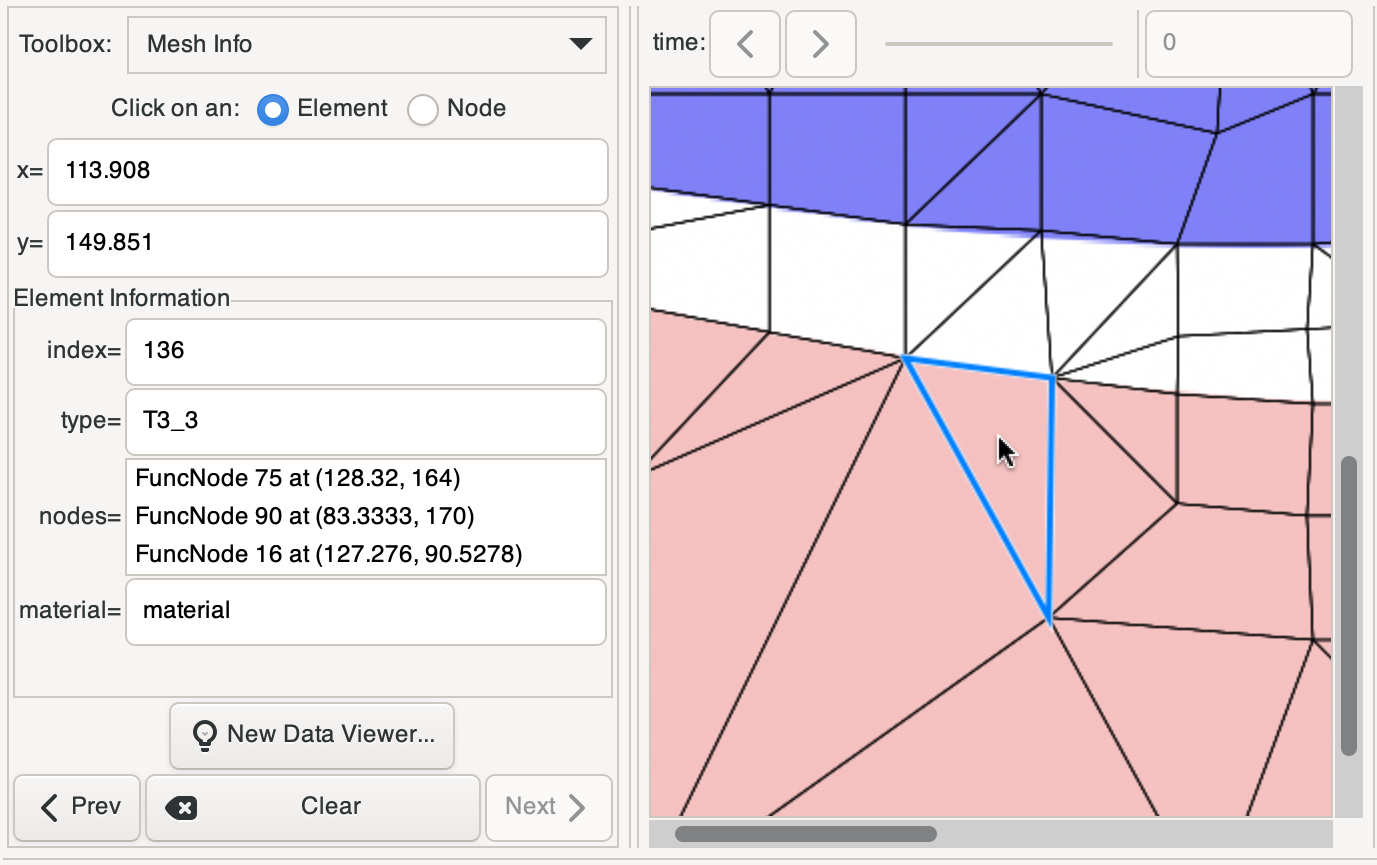 Toolbox: Mesh Info
time: 0
Click on an: Element Node
x= 113.908
y= 149.851
Element Information
index= 136
type= T3_3
nodes= FuncNode 75 at (128.32, 164)
FuncNode 90 at (83.3333, 170)
FuncNode 16 at (127.276, 90.5278)
material= material
New Data Viewer...
Prev Clear Next